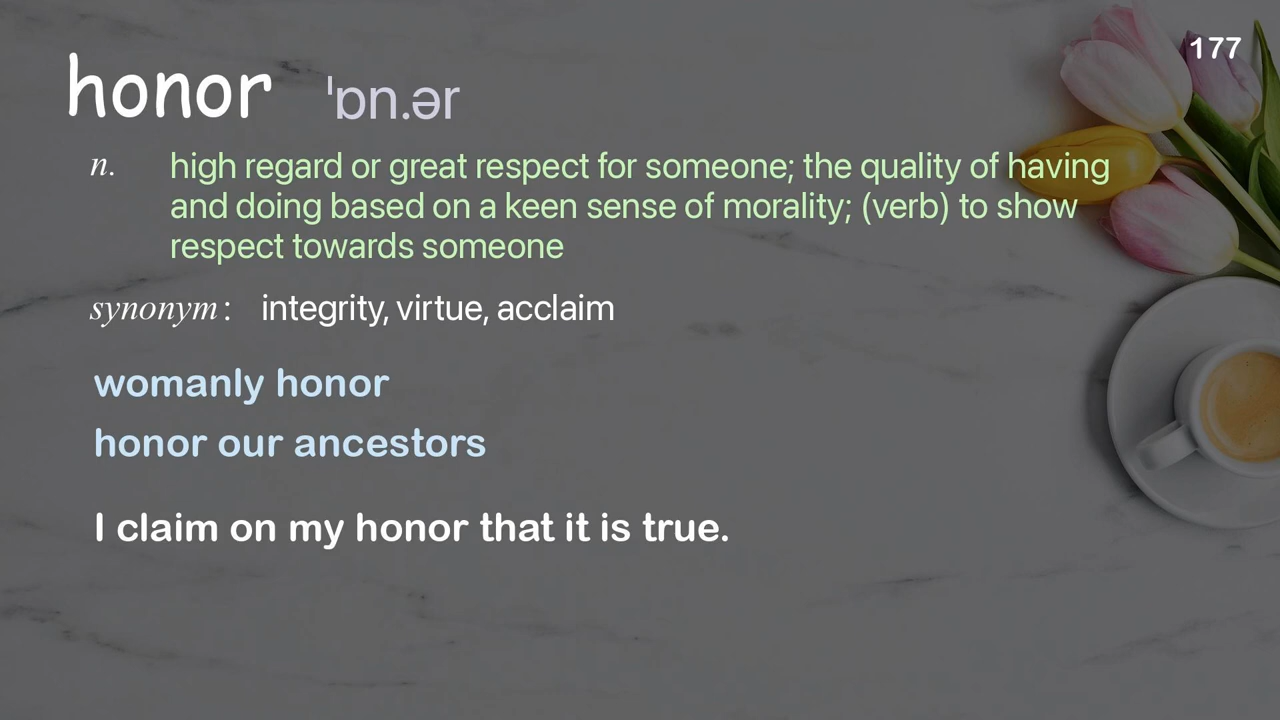 177
honor ˈɒn.ər
n. high regard or great respect for someone; the quality of having
and doing based on a keen sense of morality; (verb) to show
respect towards someone
synonym: integrity, virtue, acclaim
womanly honor
honor our ancestors
I claim on my honor that it is true.